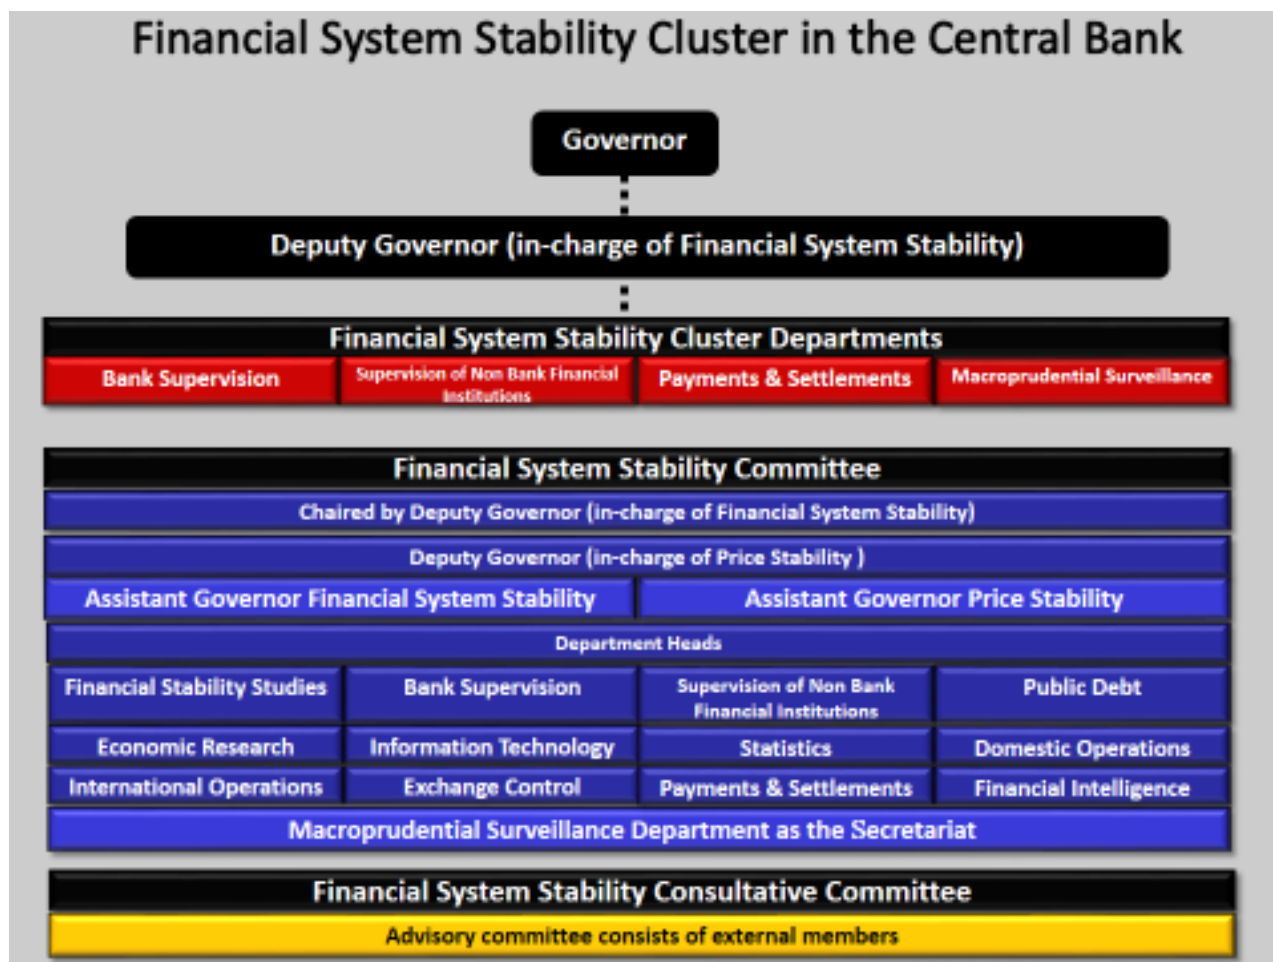 Financial System Stability Cluster in the Central Bank
Governor
Deputy Governor (in-charge of Financial System Stability)
Financial System Stability Cluster Departments
Bank Supervision
Supervision of Non Bank Financial
Institutions
Payments & Settlements
Macroprudential Surveillance
Financial System Stability Committee
Chaired by Deputy Governor (in-charge of Financial System Stability)
Deputy Governor (in-charge of Price Stability )
Assistant Governor Financial System Stability
Assistant Governor Price Stability
Department Heads
Financial Stability Studies
Bank Supervision
Supervision of Non Bank
Financial Institutions
Public Debt
Economic Research
Information Technology
Statistics
Domestic Operations
International Operations
Exchange Control
Payments & Settlements
Financial Intelligence
Macroprudential Surveillance Department as the Secretariat
Financial System Stability Consultative Committee
Advisory committee consists of external members